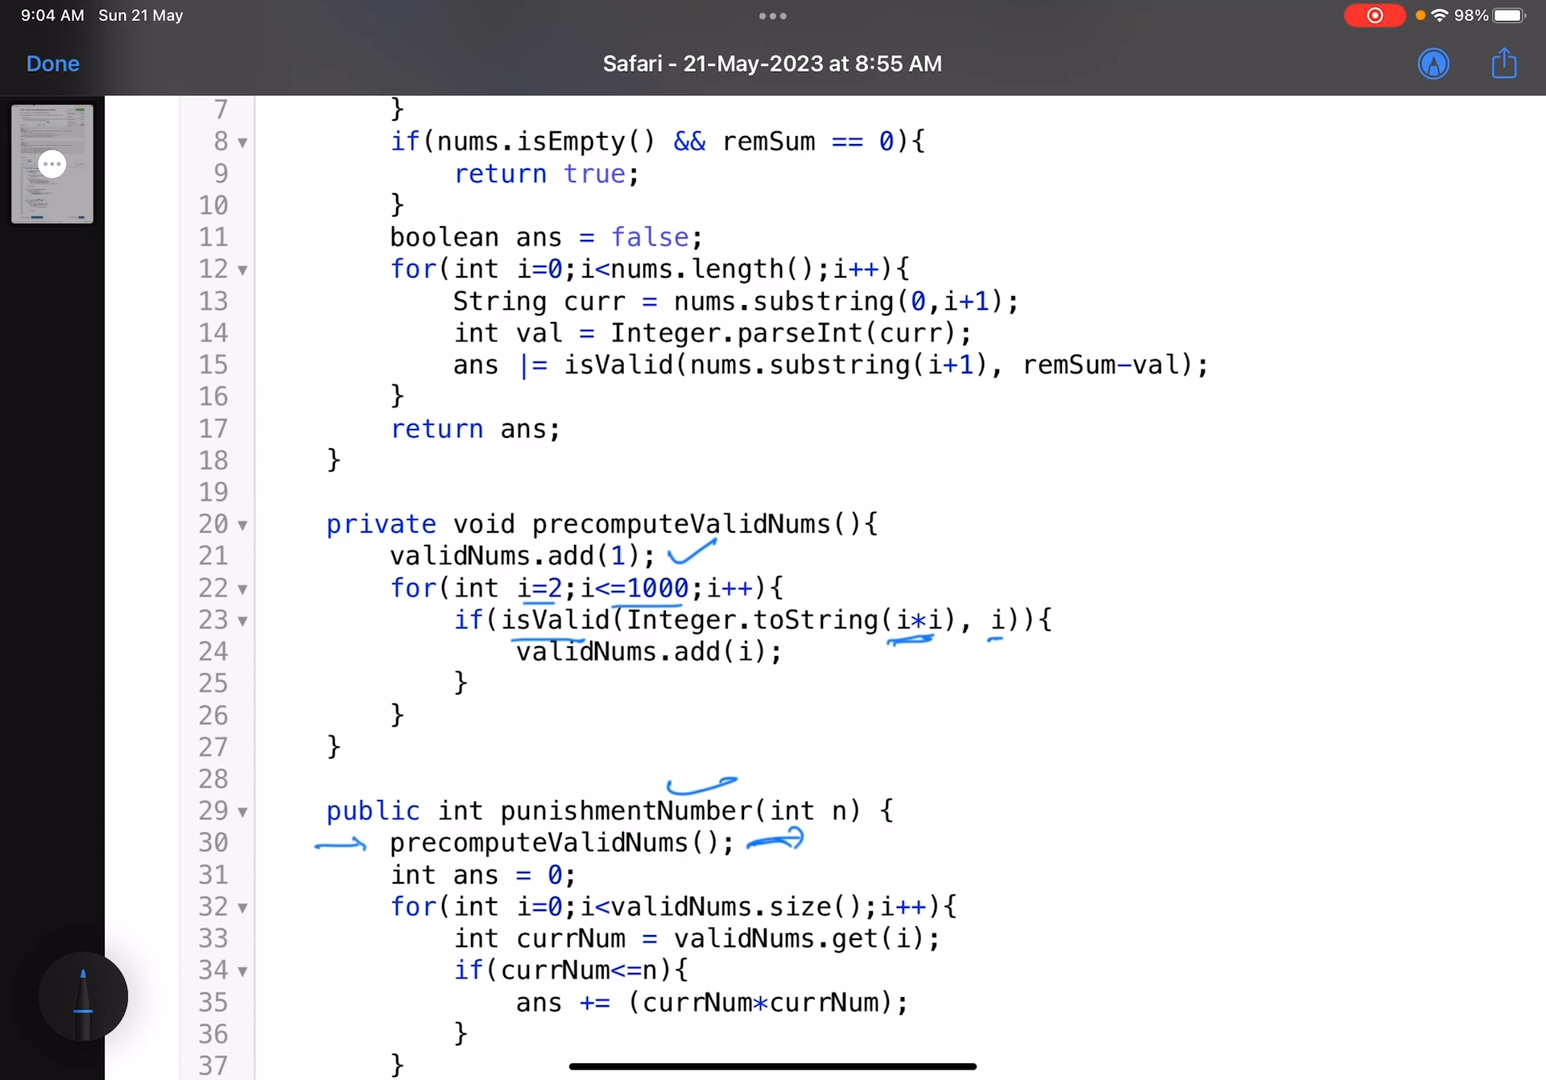 9:04 AM Sun 21 May
98%
Done
Safari - 21-May-2023 at 8:55 AM
7 }
8 if(nums.isEmpty() && remSum == 0){
9 return true;
10 }
11 boolean ans = false;
12 for(int i=0;i<nums.length();i++){
13 String curr = nums.substring(0,i+1);
14 int val = Integer.parseInt(curr);
15 ans |= isValid(nums.substring(i+1), remSum-val);
16 }
17 return ans;
18 }
19
20 private void precomputeValidNums(){
21 validNums.add(1);
22 for(int i=2;i<=1000;i++){
23 if(isValid(Integer.toString(i*i), i)){
24 validNums.add(i);
25 }
26 }
27 }
28
29 public int punishmentNumber(int n) {
30 precomputeValidNums();
31 int ans = 0;
32 for(int i=0;i<validNums.size();i++){
33 int currNum = validNums.get(i);
34 if(currNum<=n){
35 ans += (currNum*currNum);
36 }
37 }